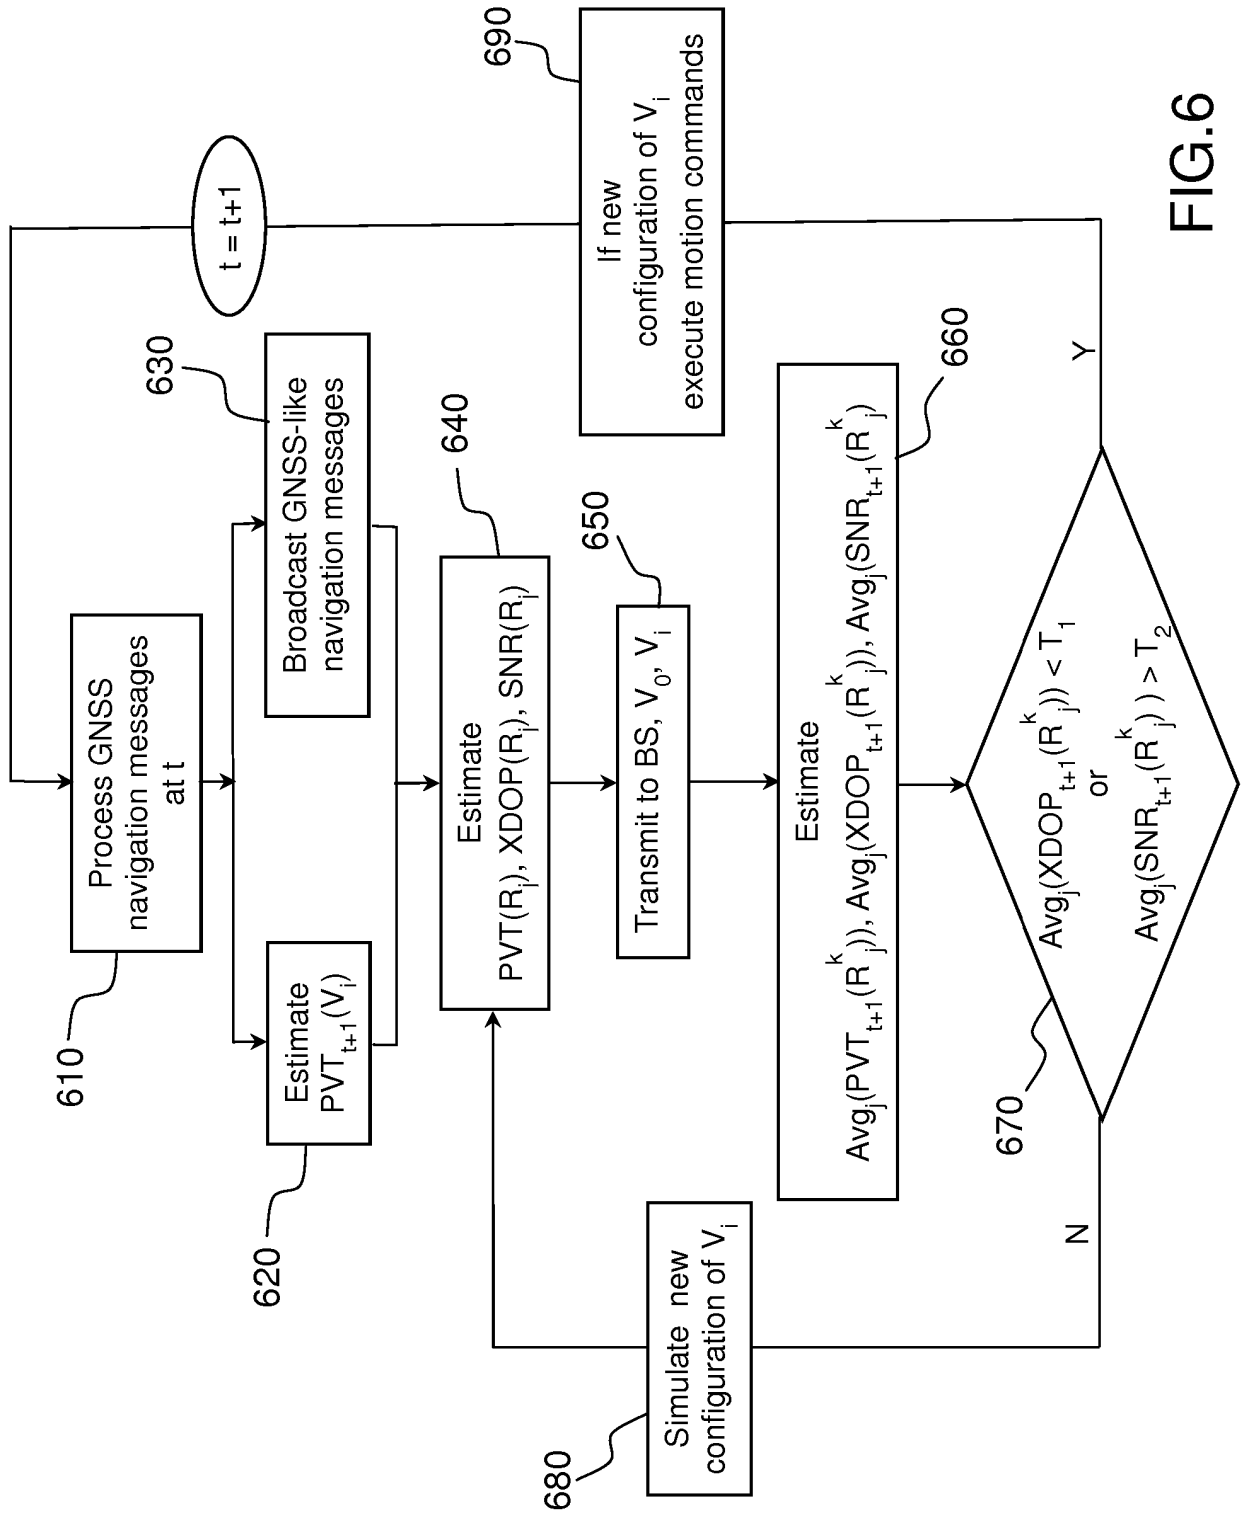 Process GNSS
navigation messages
at t
610
t = t+1
Estimate
PVT_{t+1}(V_i)
620
Broadcast GNSS-like
navigation messages
630
Estimate
PVT(R_j), XDOP(R_j), SNR(R_j)
640
Transmit to BS, V_0, V_i
650
Estimate
Avg_j(PVT_{t+1}(R^k_j)), Avg_j(XDOP_{t+1}(R^k_j)), Avg_j(SNR_{t+1}(R^k_j)
660
Avg_j(XDOP_{t+1}(R^k_j)) < T_1
or
Avg_j(SNR_{t+1}(R^k_j) ) > T_2
670
N
Y
Simulate new
configuration of V_i
680
If new
configuration of V_i
execute motion commands
690
FIG.6